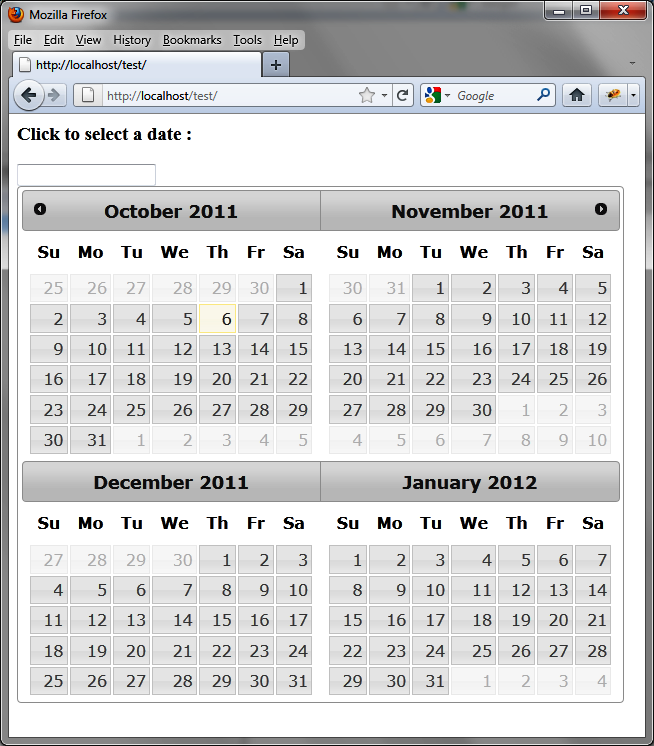 Mozilla Firefox
File Edit View History Bookmarks Tools Help
http://localhost/test/
http://localhost/test/ Google
Click to select a date :
October 2011 November 2011
Su Mo Tu We Th Fr Sa Su Mo Tu We Th Fr Sa
25 26 27 28 29 30 1 30 31 1 2 3 4 5
2 3 4 5 6 7 8 6 7 8 9 10 11 12
9 10 11 12 13 14 15 13 14 15 16 17 18 19
16 17 18 19 20 21 22 20 21 22 23 24 25 26
23 24 25 26 27 28 29 27 28 29 30 1 2 3
30 31 1 2 3 4 5 4 5 6 7 8 9 10
December 2011 January 2012
Su Mo Tu We Th Fr Sa Su Mo Tu We Th Fr Sa
27 28 29 30 1 2 3 1 2 3 4 5 6 7
4 5 6 7 8 9 10 8 9 10 11 12 13 14
11 12 13 14 15 16 17 15 16 17 18 19 20 21
18 19 20 21 22 23 24 22 23 24 25 26 27 28
25 26 27 28 29 30 31 29 30 31 1 2 3 4